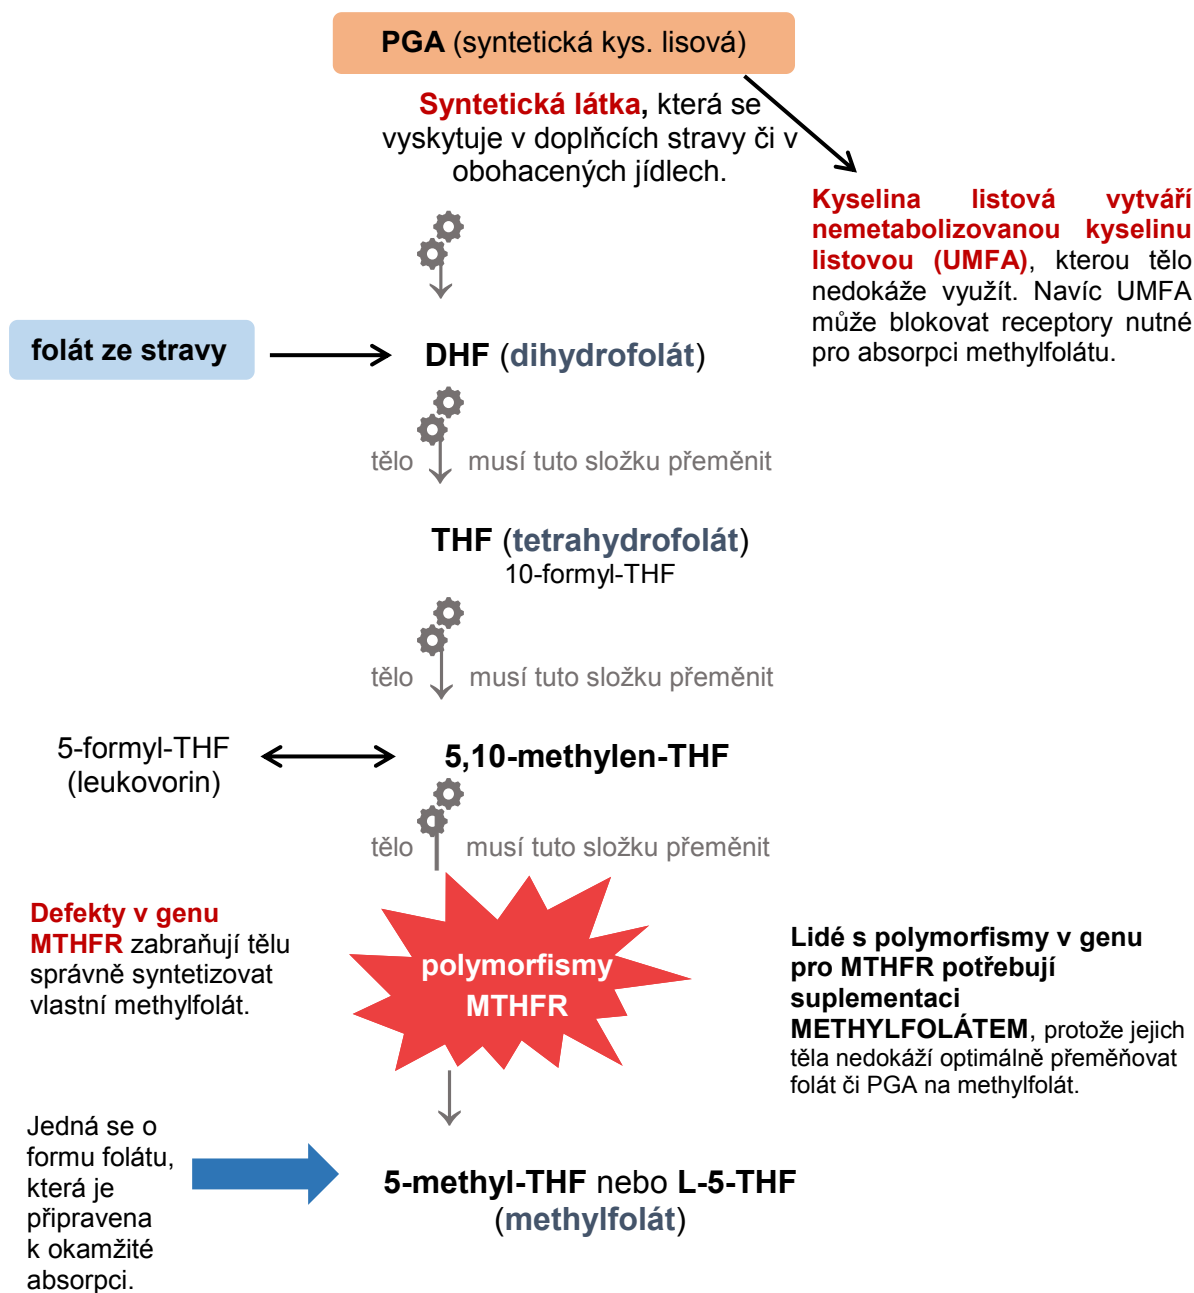 PGA (syntetická kys. lisová)
Syntetická látka, která se
vyskytuje v doplňcích stravy či v
obohacených jídlech.
Kyselina listová vytváří
nemetabolizovanou kyselinu
listovou (UMFA), kterou tělo
nedokáže využít. Navíc UMFA
může blokovat receptory nutné
pro absorpci methylfolátu.
folát ze stravy
DHF (dihydrofolát)
tělo musí tuto složku přeměnit
THF (tetrahydrofolát)
10-formyl-THF
tělo musí tuto složku přeměnit
5-formyl-THF
(leukovorin)
5,10-methylen-THF
tělo musí tuto složku přeměnit
Defekty v genu
MTHFR zabraňují tělu
správně syntetizovat
vlastní methylfolát.
polymorfismy
MTHFR
Lidé s polymorfismy v genu
pro MTHFR potřebují
suplementaci
METHYLFOLÁTEM, protože jejich
těla nedokáží optimálně přeměňovat
folát či PGA na methylfolát.
Jedná se o
formu folátu,
která je
připravena
k okamžité
absorpci.
5-methyl-THF nebo L-5-THF
(methylfolát)